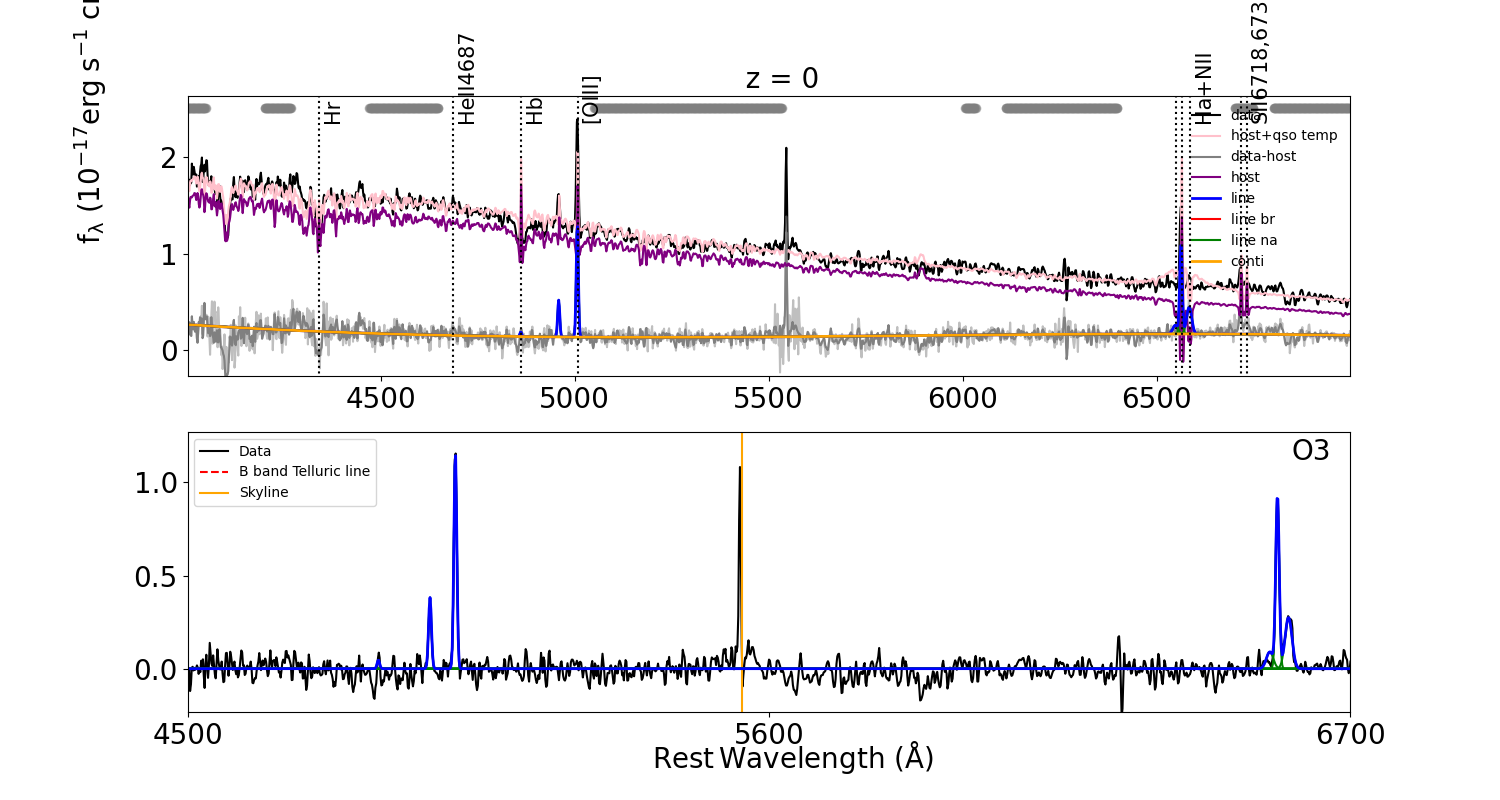 z = 0
f_λ (10^−17 erg s^−1 c
Hr
HeII4687
Hb
[OIII]
Ha+NII
SII6718,673
data
host+qso temp
data-host
host
line
line br
line na
conti
2
1
0
4500
5000
5500
6000
6500
Data
B band Telluric line
Skyline
O3
1.0
0.5
0.0
4500
5600
6700
Rest Wavelength (Å)